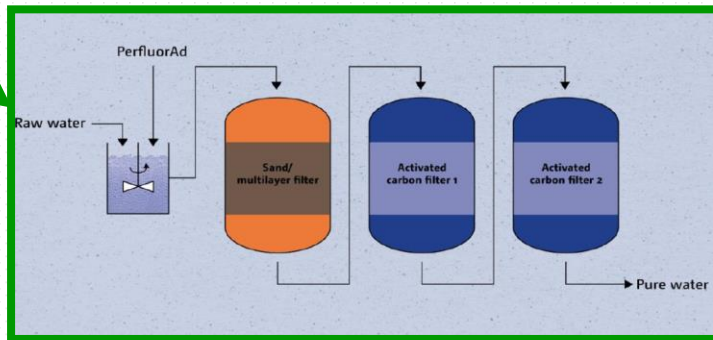 PerfluorAd
Raw water
Sand/
multilayer filter
Activated
carbon filter 1
Activated
carbon filter 2
Pure water